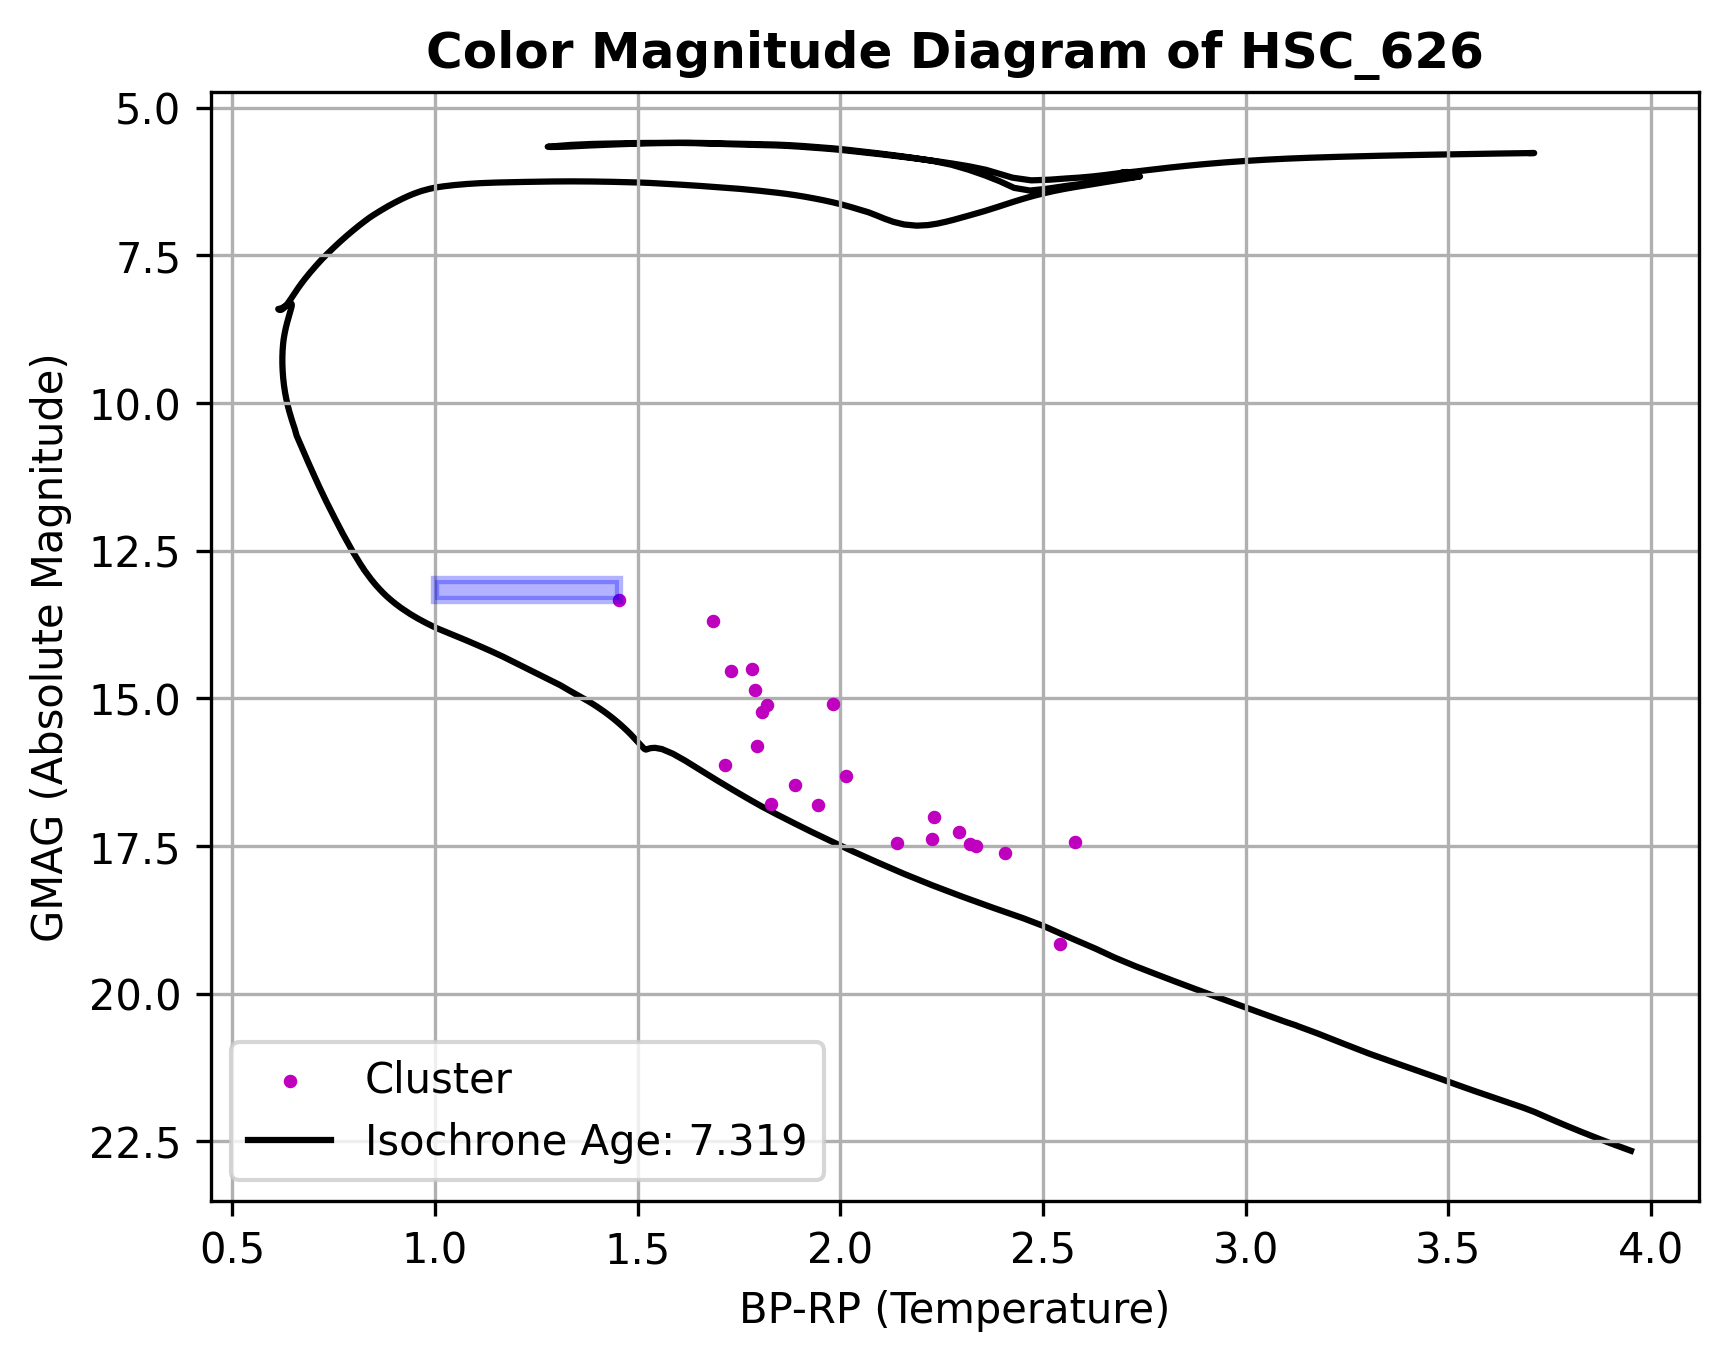 Color Magnitude Diagram of HSC_626
GMAG (Absolute Magnitude)
5.0
7.5
10.0
12.5
15.0
17.5
20.0
22.5
Cluster
Isochrone Age: 7.319
0.5 1.0 1.5 2.0 2.5 3.0 3.5 4.0
BP-RP (Temperature)